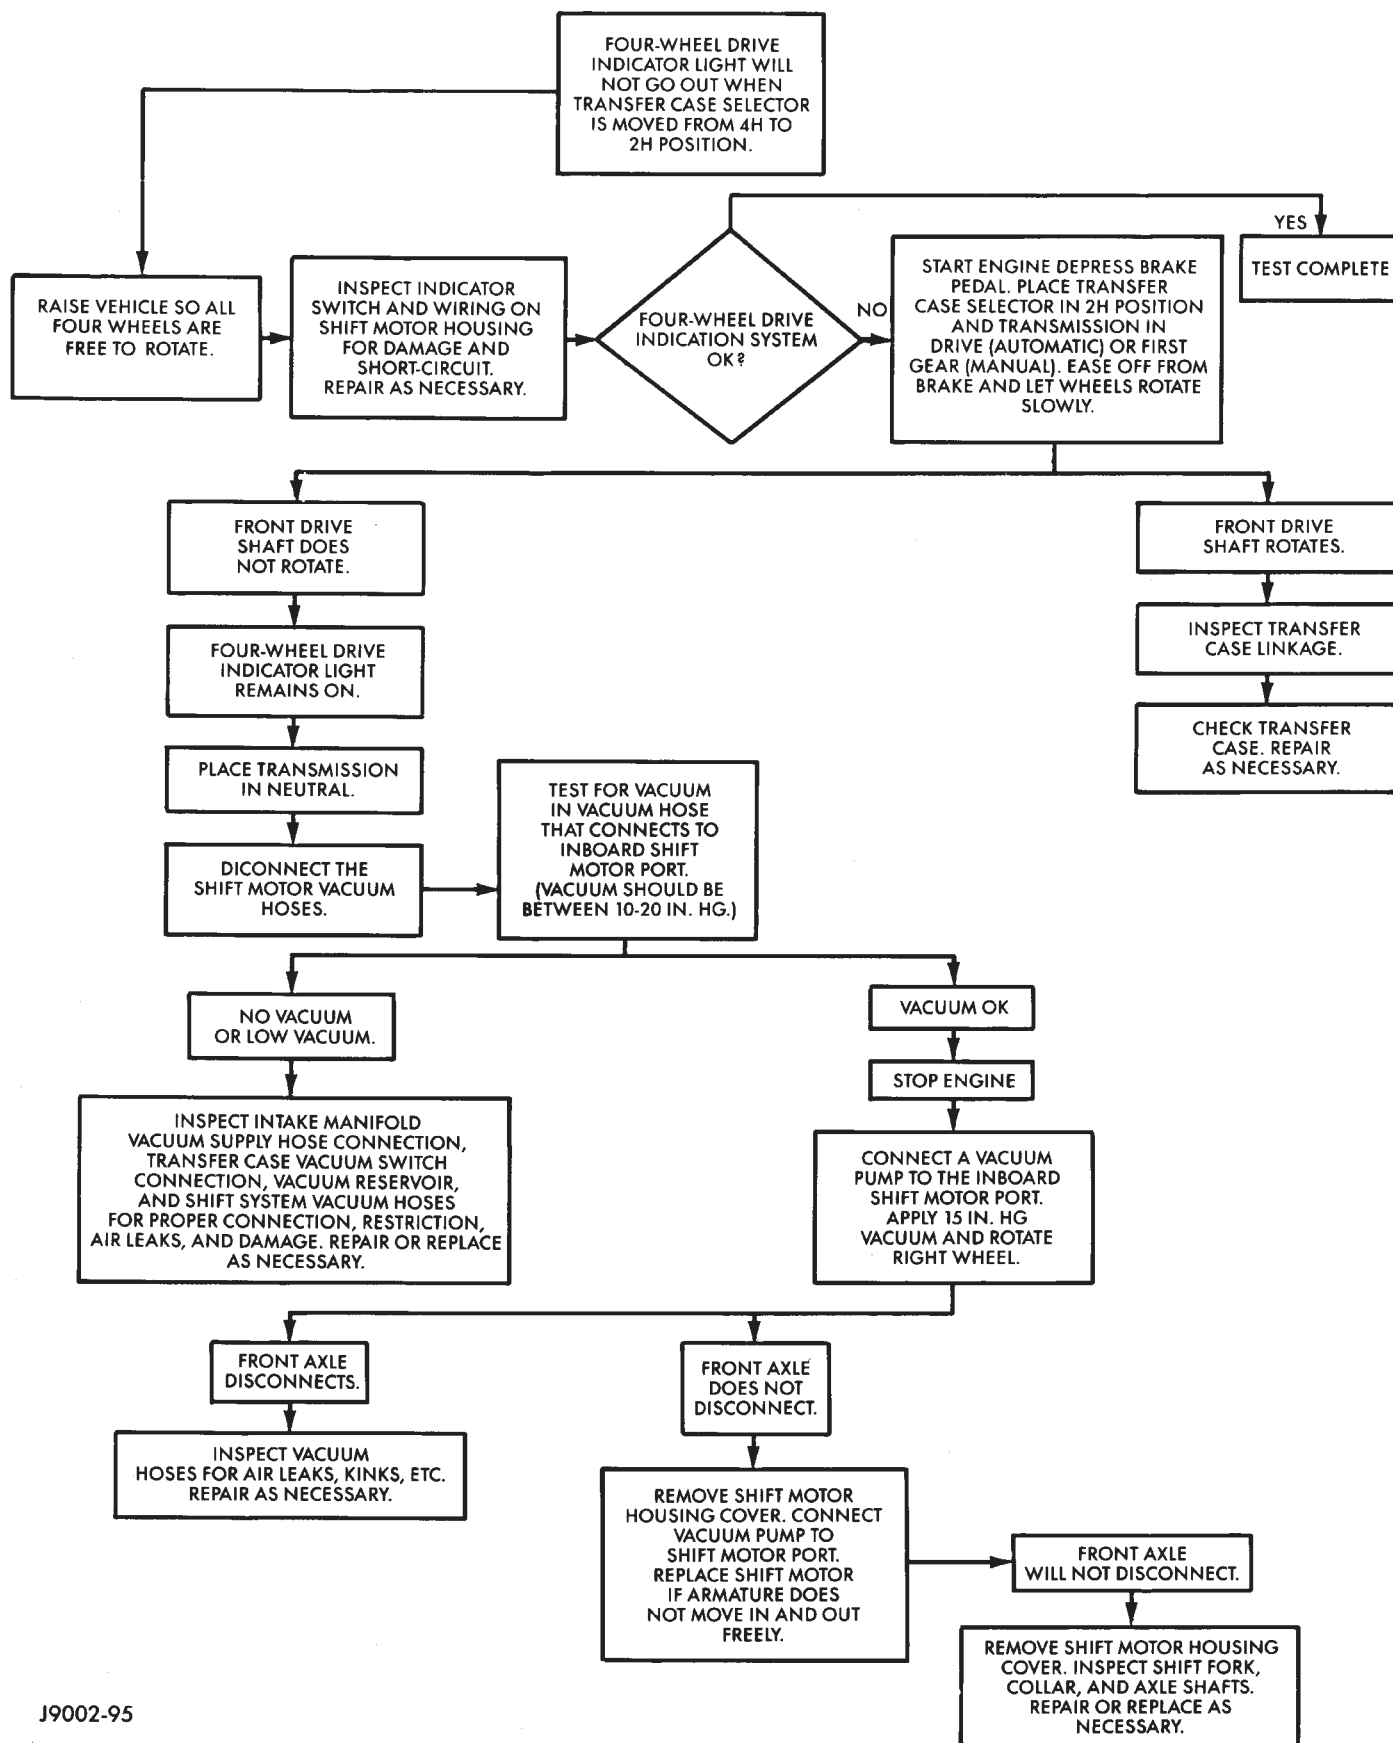 FOUR-WHEEL DRIVE
INDICATOR LIGHT WILL
NOT GO OUT WHEN
TRANSFER CASE SELECTOR
IS MOVED FROM 4H TO
2H POSITION.
RAISE VEHICLE SO ALL
FOUR WHEELS ARE
FREE TO ROTATE.
INSPECT INDICATOR
SWITCH AND WIRING ON
SHIFT MOTOR HOUSING
FOR DAMAGE AND
SHORT-CIRCUIT.
REPAIR AS NECESSARY.
FOUR-WHEEL DRIVE
INDICATION SYSTEM
OK?
YES
TEST COMPLETE
NO
START ENGINE DEPRESS BRAKE
PEDAL. PLACE TRANSFER
CASE SELECTOR IN 2H POSITION
AND TRANSMISSION IN
DRIVE (AUTOMATIC) OR FIRST
GEAR (MANUAL). EASE OFF FROM
BRAKE AND LET WHEELS ROTATE
SLOWLY.
FRONT DRIVE
SHAFT DOES
NOT ROTATE.
FOUR-WHEEL DRIVE
INDICATOR LIGHT
REMAINS ON.
PLACE TRANSMISSION
IN NEUTRAL.
DICONNECT THE
SHIFT MOTOR VACUUM
HOSES.
FRONT DRIVE
SHAFT ROTATES.
INSPECT TRANSFER
CASE LINKAGE.
CHECK TRANSFER
CASE. REPAIR
AS NECESSARY.
TEST FOR VACUUM
IN VACUUM HOSE
THAT CONNECTS TO
INBOARD SHIFT
MOTOR PORT.
(VACUUM SHOULD BE
BETWEEN 10-20 IN. HG.)
NO VACUUM
OR LOW VACUUM.
INSPECT INTAKE MANIFOLD
VACUUM SUPPLY HOSE CONNECTION,
TRANSFER CASE VACUUM SWITCH
CONNECTION, VACUUM RESERVOIR,
AND SHIFT SYSTEM VACUUM HOSES
FOR PROPER CONNECTION, RESTRICTION,
AIR LEAKS, AND DAMAGE. REPAIR OR REPLACE
AS NECESSARY.
VACUUM OK
STOP ENGINE
CONNECT A VACUUM
PUMP TO THE INBOARD
SHIFT MOTOR PORT.
APPLY 15 IN. HG
VACUUM AND ROTATE
RIGHT WHEEL.
FRONT AXLE
DISCONNECTS.
INSPECT VACUUM
HOSES FOR AIR LEAKS, KINKS, ETC.
REPAIR AS NECESSARY.
FRONT AXLE
DOES NOT
DISCONNECT.
REMOVE SHIFT MOTOR
HOUSING COVER. CONNECT
VACUUM PUMP TO
SHIFT MOTOR PORT.
REPLACE SHIFT MOTOR
IF ARMATURE DOES
NOT MOVE IN AND OUT
FREELY.
FRONT AXLE
WILL NOT DISCONNECT.
REMOVE SHIFT MOTOR HOUSING
COVER. INSPECT SHIFT FORK,
COLLAR, AND AXLE SHAFTS.
REPAIR OR REPLACE AS
NECESSARY.
J9002-95